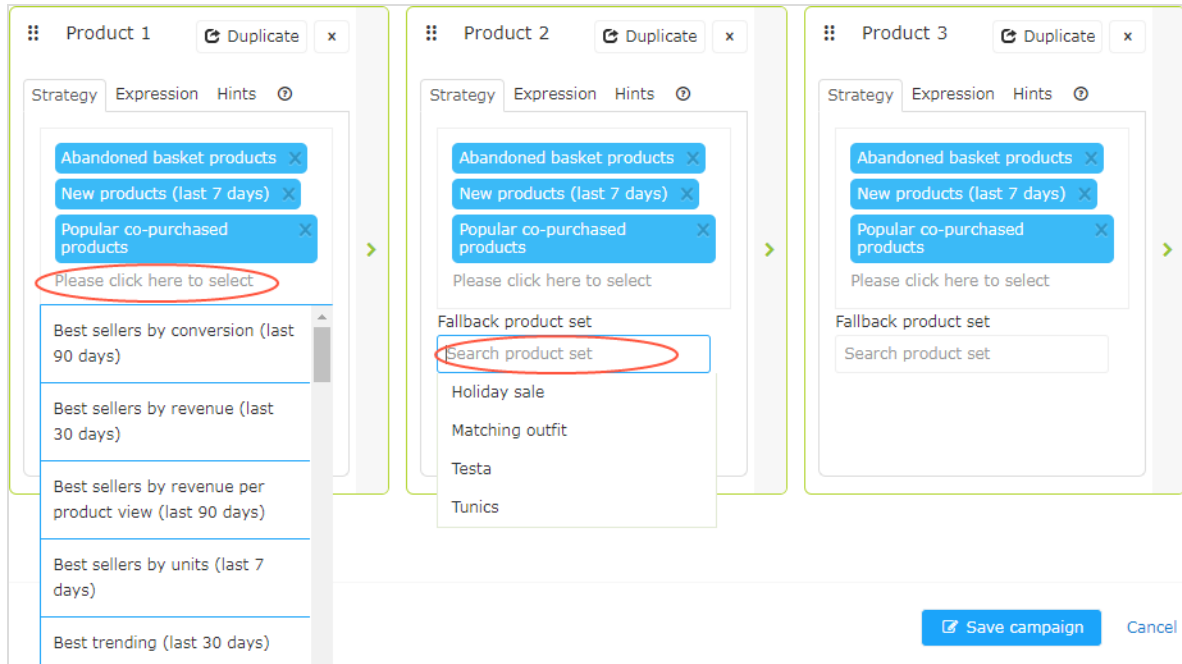 Product 1
Duplicate
x
Strategy Expression Hints ?
Abandoned basket products X
New products (last 7 days) X
Popular co-purchased X
products
Please click here to select
Best sellers by conversion (last
90 days)
Best sellers by revenue (last
30 days)
Best sellers by revenue per
product view (last 90 days)
Best sellers by units (last 7
days)
Best trending (last 30 days)
Product 2
Duplicate
x
Strategy Expression Hints ?
Abandoned basket products X
New products (last 7 days) X
Popular co-purchased X
products
Please click here to select
Fallback product set
Search product set
Holiday sale
Matching outfit
Testa
Tunics
Product 3
Duplicate
x
Strategy Expression Hints ?
Abandoned basket products X
New products (last 7 days) X
Popular co-purchased X
products
Please click here to select
Fallback product set
Search product set
Save campaign
Cancel